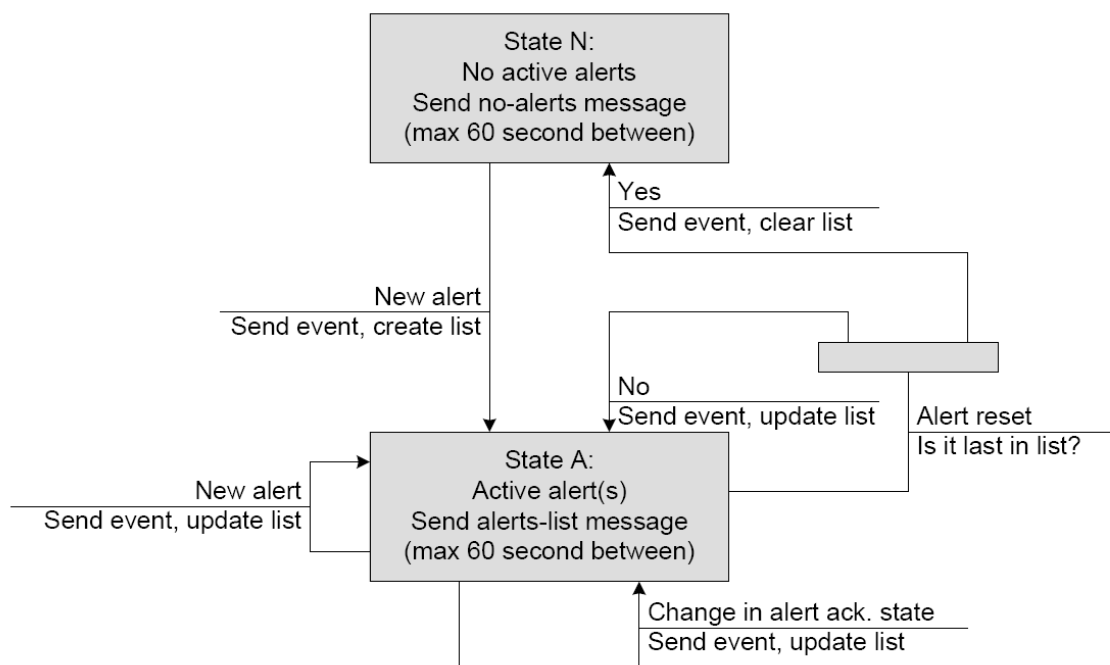 State N:
No active alerts
Send no-alerts message
(max 60 second between)
Yes
Send event, clear list
New alert
Send event, create list
No
Send event, update list
Alert reset
Is it last in list?
State A:
Active alert(s)
Send alerts-list message
(max 60 second between)
New alert
Send event, update list
Change in alert ack. state
Send event, update list